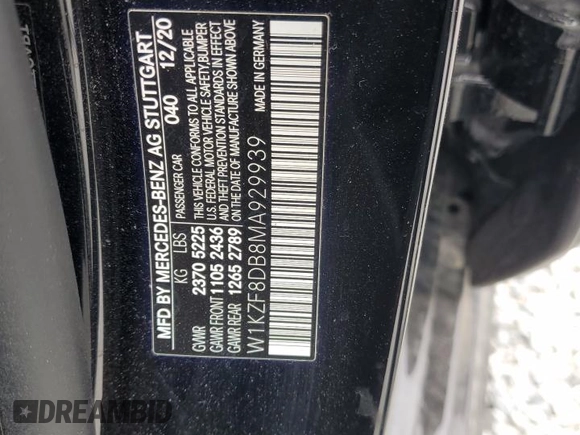 MFD BY MERCEDES-BENZ AG STUTTGART
040 12/20
KG LBS PASSENGER CAR
GVWR 2370 5225
GAWR FRONT 1105 2436
GAWR REAR 1265 2789
THIS VEHICLE CONFORMS TO ALL APPLICABLE
U.S. FEDERAL MOTOR VEHICLE SAFETY/BUMPER
AND THEFT PREVENTION STANDARDS IN EFFECT
ON THE DATE OF MANUFACTURE SHOWN ABOVE
W1KZF8DB8MA929939 MADE IN GERMANY
DREAMBID